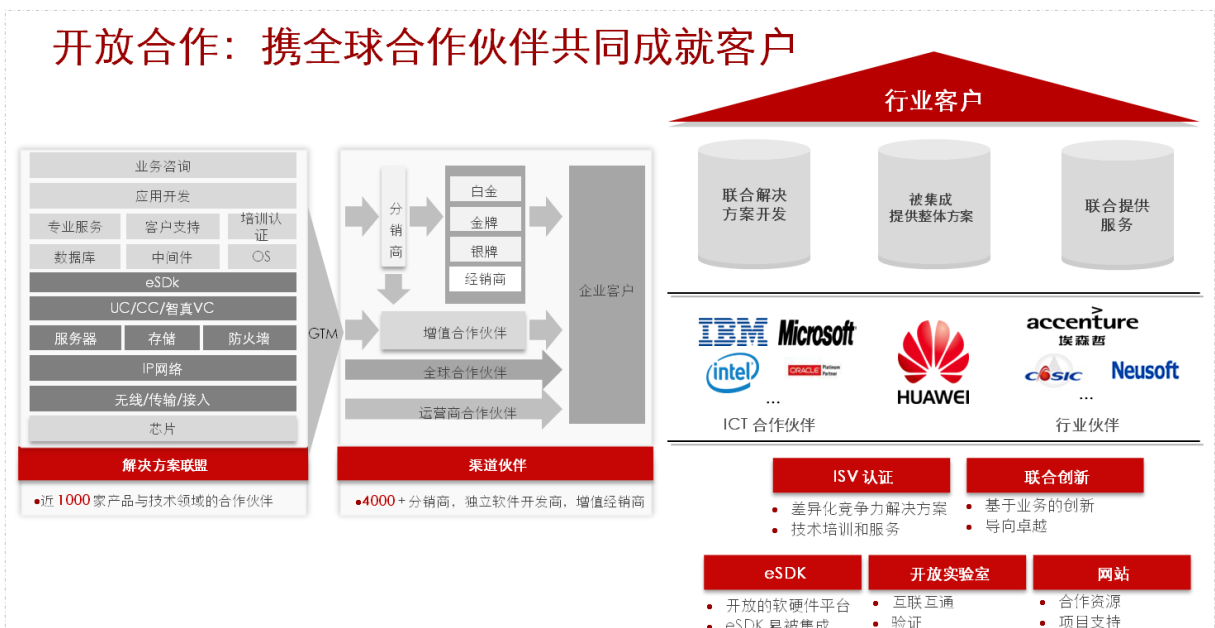 开放合作：携全球合作伙伴共同成就客户
业务咨询
应用开发
专业服务
客户支持
培训认
证
数据库
中间件
OS
eSDk
UC/CC/智真VC
服务器
存储
防火墙
IP网络
无线/传输/接入
芯片
解决方案联盟
•近 1000 家产品与技术领域的合作伙伴
GTM
分
销
商
白金
金牌
银牌
经销商
增值合作伙伴
全球合作伙伴
运营商合作伙伴
企业客户
渠道伙伴
•4000 + 分销商，独立软件开发商，增值经销商
行业客户
联合解决
方案开发
被集成
提供整体方案
联合提供
服务
IBM
Microsoft
intel
ORACLE Platinum
Partner
...
ICT 合作伙伴
HUAWEI
accenture
埃森哲
CASIC
Neusoft
...
行业伙伴
ISV 认证
• 差异化竞争力解决方案
• 技术培训和服务
联合创新
• 基于业务的创新
• 导向卓越
eSDK
• 开放的软硬件平台
• eSDK 易被集成
开放实验室
• 互联互通
• 验证
网站
• 合作资源
• 项目支持